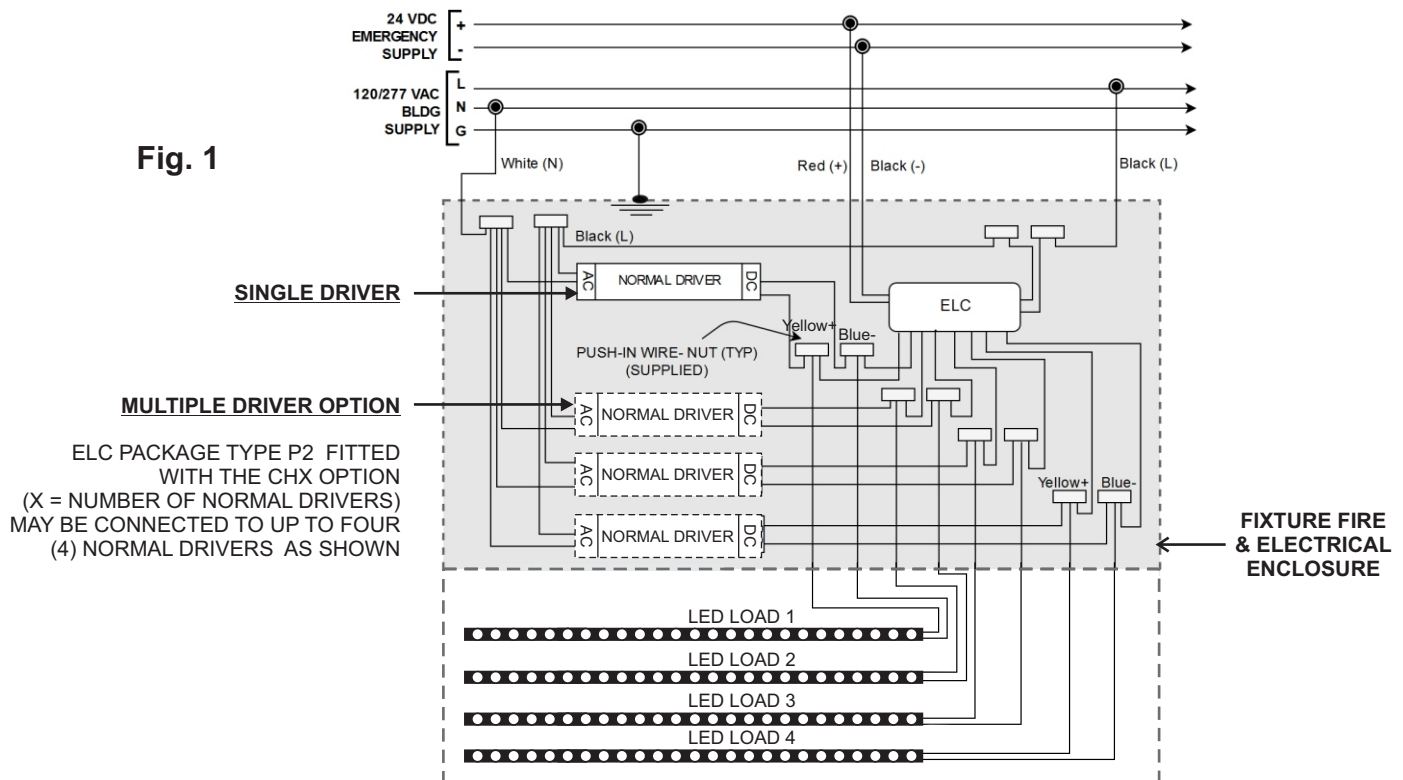 24 VDC
EMERGENCY
SUPPLY
+
-
120/277 VAC
BLDG
SUPPLY
L
N
G
Fig. 1
White (N)
Red (+)
Black (-)
Black (L)
Black (L)
SINGLE DRIVER
AC
NORMAL DRIVER
DC
ELC
Yellow+
Blue-
PUSH-IN WIRE- NUT (TYP)
(SUPPLIED)
MULTIPLE DRIVER OPTION
AC
NORMAL DRIVER
DC
ELC PACKAGE TYPE P2 FITTED
WITH THE CHX OPTION
(X = NUMBER OF NORMAL DRIVERS)
MAY BE CONNECTED TO UP TO FOUR
(4) NORMAL DRIVERS AS SHOWN
AC
NORMAL DRIVER
DC
Yellow+
Blue-
AC
NORMAL DRIVER
DC
FIXTURE FIRE
& ELECTRICAL
ENCLOSURE
LED LOAD 1
LED LOAD 2
LED LOAD 3
LED LOAD 4